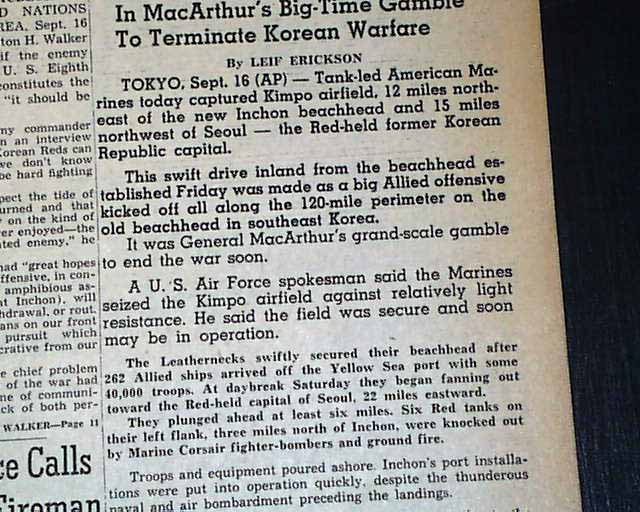 D NATIONS
REA, Sept. 16
ton H. Walker
if the enemy
U. S. Eighth
constitutes the
"it should be
my commander
n an interview
Korean Reds can
we don't know
be hard fighting
pect the tide of
urned and that
on the kind of
er enjoyed—the
ted enemy," he
had "great hopes
ffensive, in con-
amphibious as-
at Inchon), will
hdrawal, or rout.
ans on our front
pursuit which
crative from our
e chief problem
of the war had
ne of communi-
ck of both per-
WALKER—Page 11
ce Calls
Fireman
In MacArthur's Big-Time Gamble
To Terminate Korean Warfare
By LEIF ERICKSON
TOKYO, Sept. 16 (AP) — Tank-led American Ma-
rines today captured Kimpo airfield, 12 miles north-
east of the new Inchon beachhead and 15 miles
northwest of Seoul — the Red-held former Korean
Republic capital.
This swift drive inland from the beachhead es-
tablished Friday was made as a big Allied offensive
kicked off all along the 120-mile perimeter on the
old beachhead in southeast Korea.
It was General MacArthur's grand-scale gamble
to end the war soon.
A U. S. Air Force spokesman said the Marines
seized the Kimpo airfield against relatively light
resistance. He said the field was secure and soon
may be in operation.
The Leathernecks swiftly secured their beachhead after
262 Allied ships arrived off the Yellow Sea port with some
40,000 troops. At daybreak Saturday they began fanning out
toward the Red-held capital of Seoul, 22 miles eastward.
They plunged ahead at least six miles. Six Red tanks on
their left flank, three miles north of Inchon, were knocked out
by Marine Corsair fighter-bombers and ground fire.
Troops and equipment poured ashore. Inchon's port installa-
tions were put into operation quickly, despite the thunderous
naval and air bombardment preceding the landings.